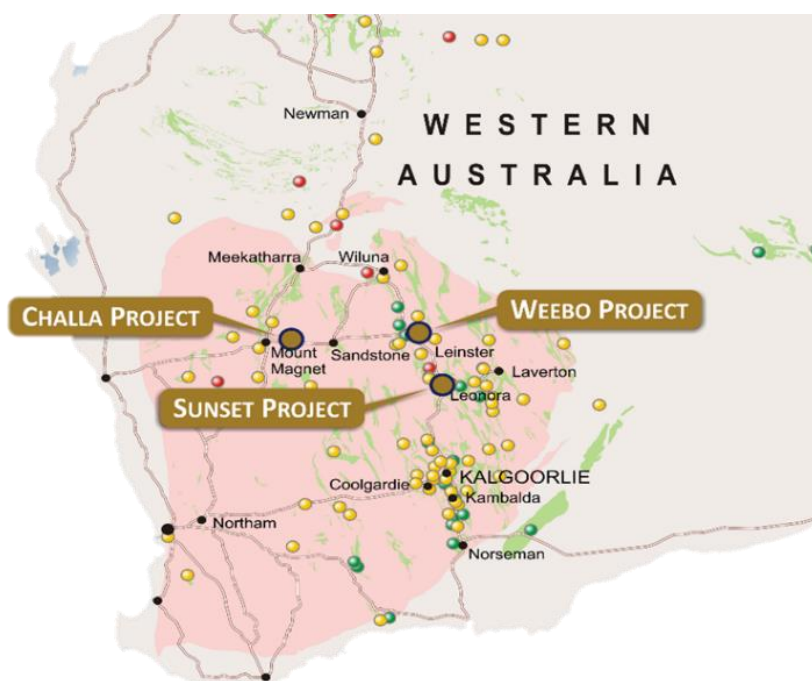 Newman
WESTERN
AUSTRALIA
Meekatharra
Wiluna
CHALLA PROJECT
WEEBO PROJECT
Mount
Magnet
Sandstone
Leinster
Laverton
SUNSET PROJECT
Leonora
KALGOORLIE
Coolgardie
Kambalda
Northam
Norseman